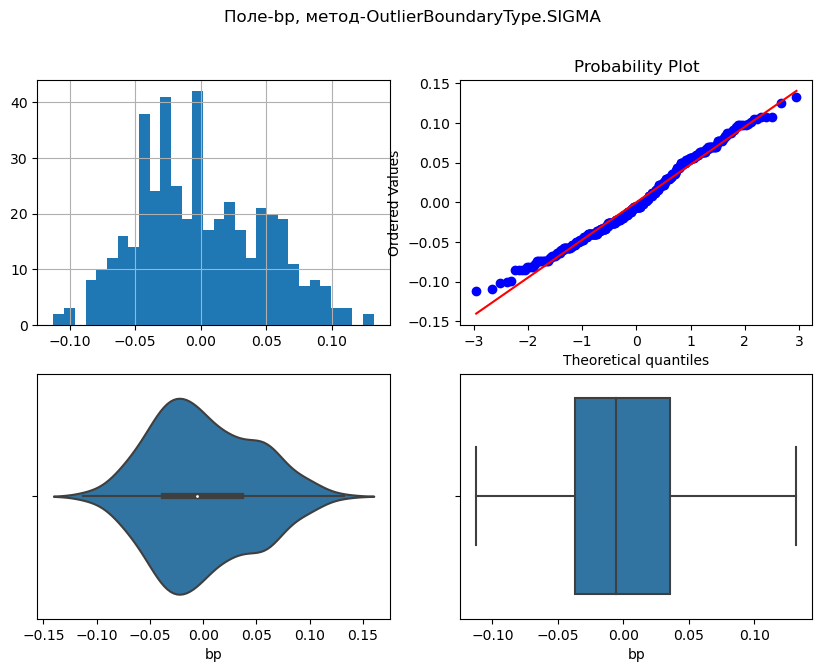 Поле-bp, метод-OutlierBoundaryType.SIGMA
40
30
20
10
0
−0.10 −0.05 0.00 0.05 0.10
Probability Plot
Ordered Values
0.15
0.10
0.05
0.00
−0.05
−0.10
−0.15
−3 −2 −1 0 1 2 3
Theoretical quantiles
−0.15 −0.10 −0.05 0.00 0.05 0.10 0.15
bp
−0.10 −0.05 0.00 0.05 0.10
bp